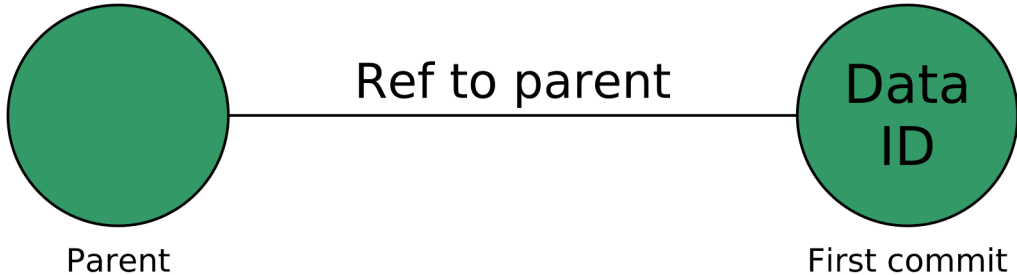 Ref to parent
Data
ID
Parent
First commit